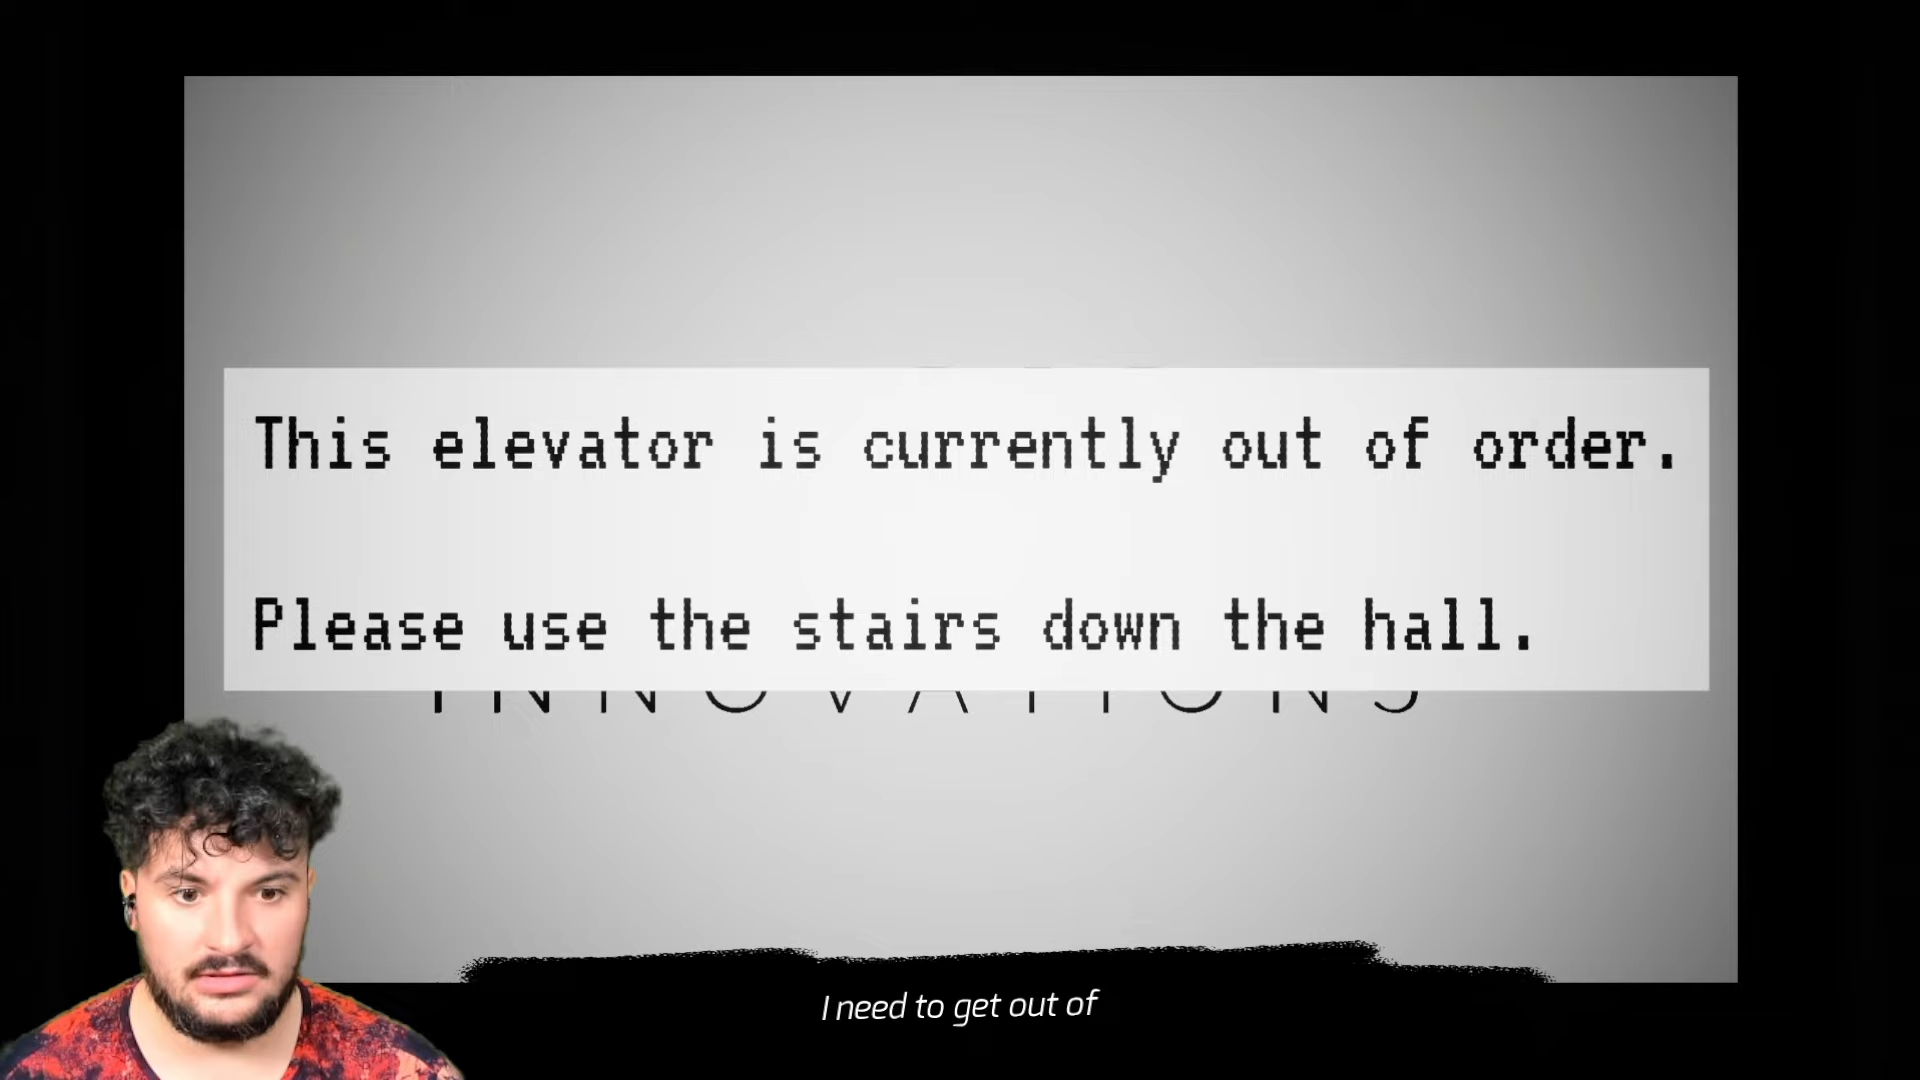 This elevator is currently out of order.
Please use the stairs down the hall.
INNOVATIONS
I need to get out of